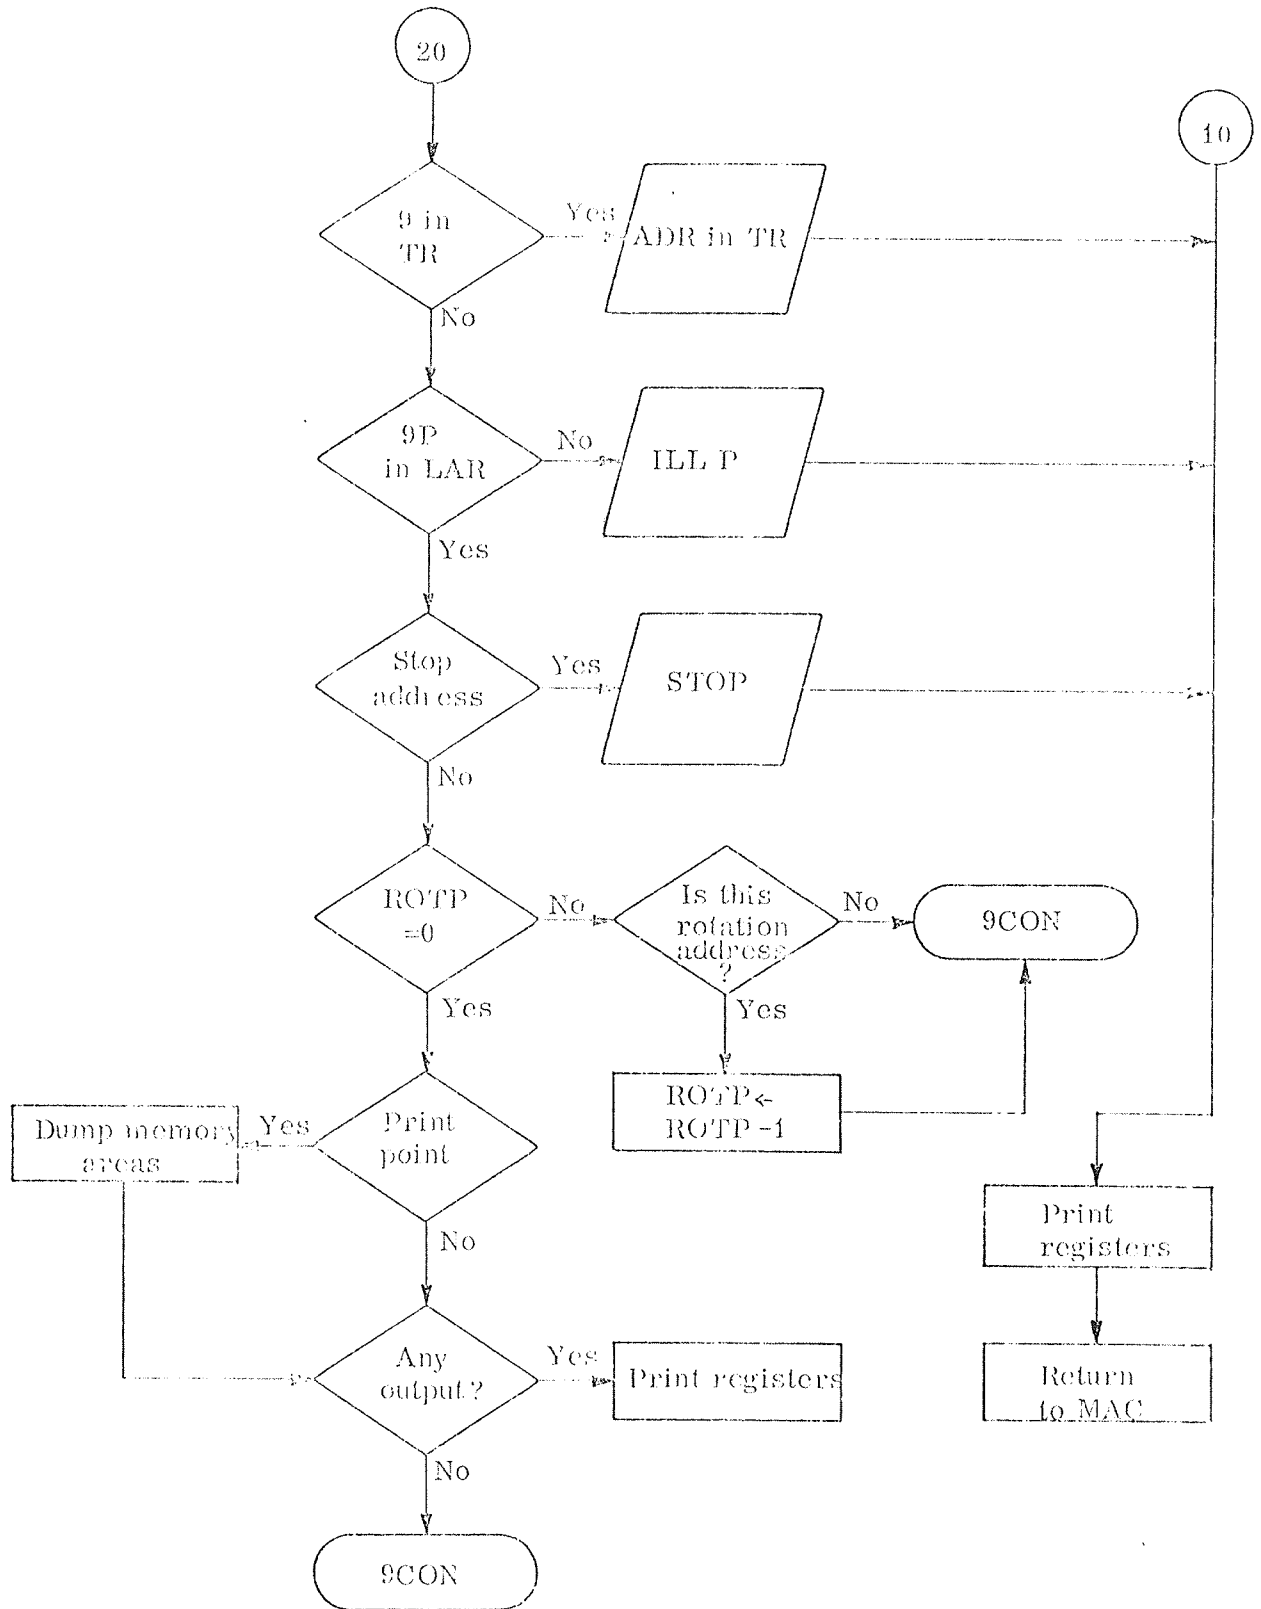 20
10
9 in
TR
Yes
ADR in TR
No
9P
in LAR
No
ILL P
Yes
Stop
address
Yes
STOP
No
ROTP
=0
No
Is this
rotation
address
?
No
9CON
Yes
Yes
ROTP←
ROTP-1
Print
point
Yes
Dump memory
areas
No
Print
registers
Any
output?
Yes
Print registers
Return
to MAC
No
9CON